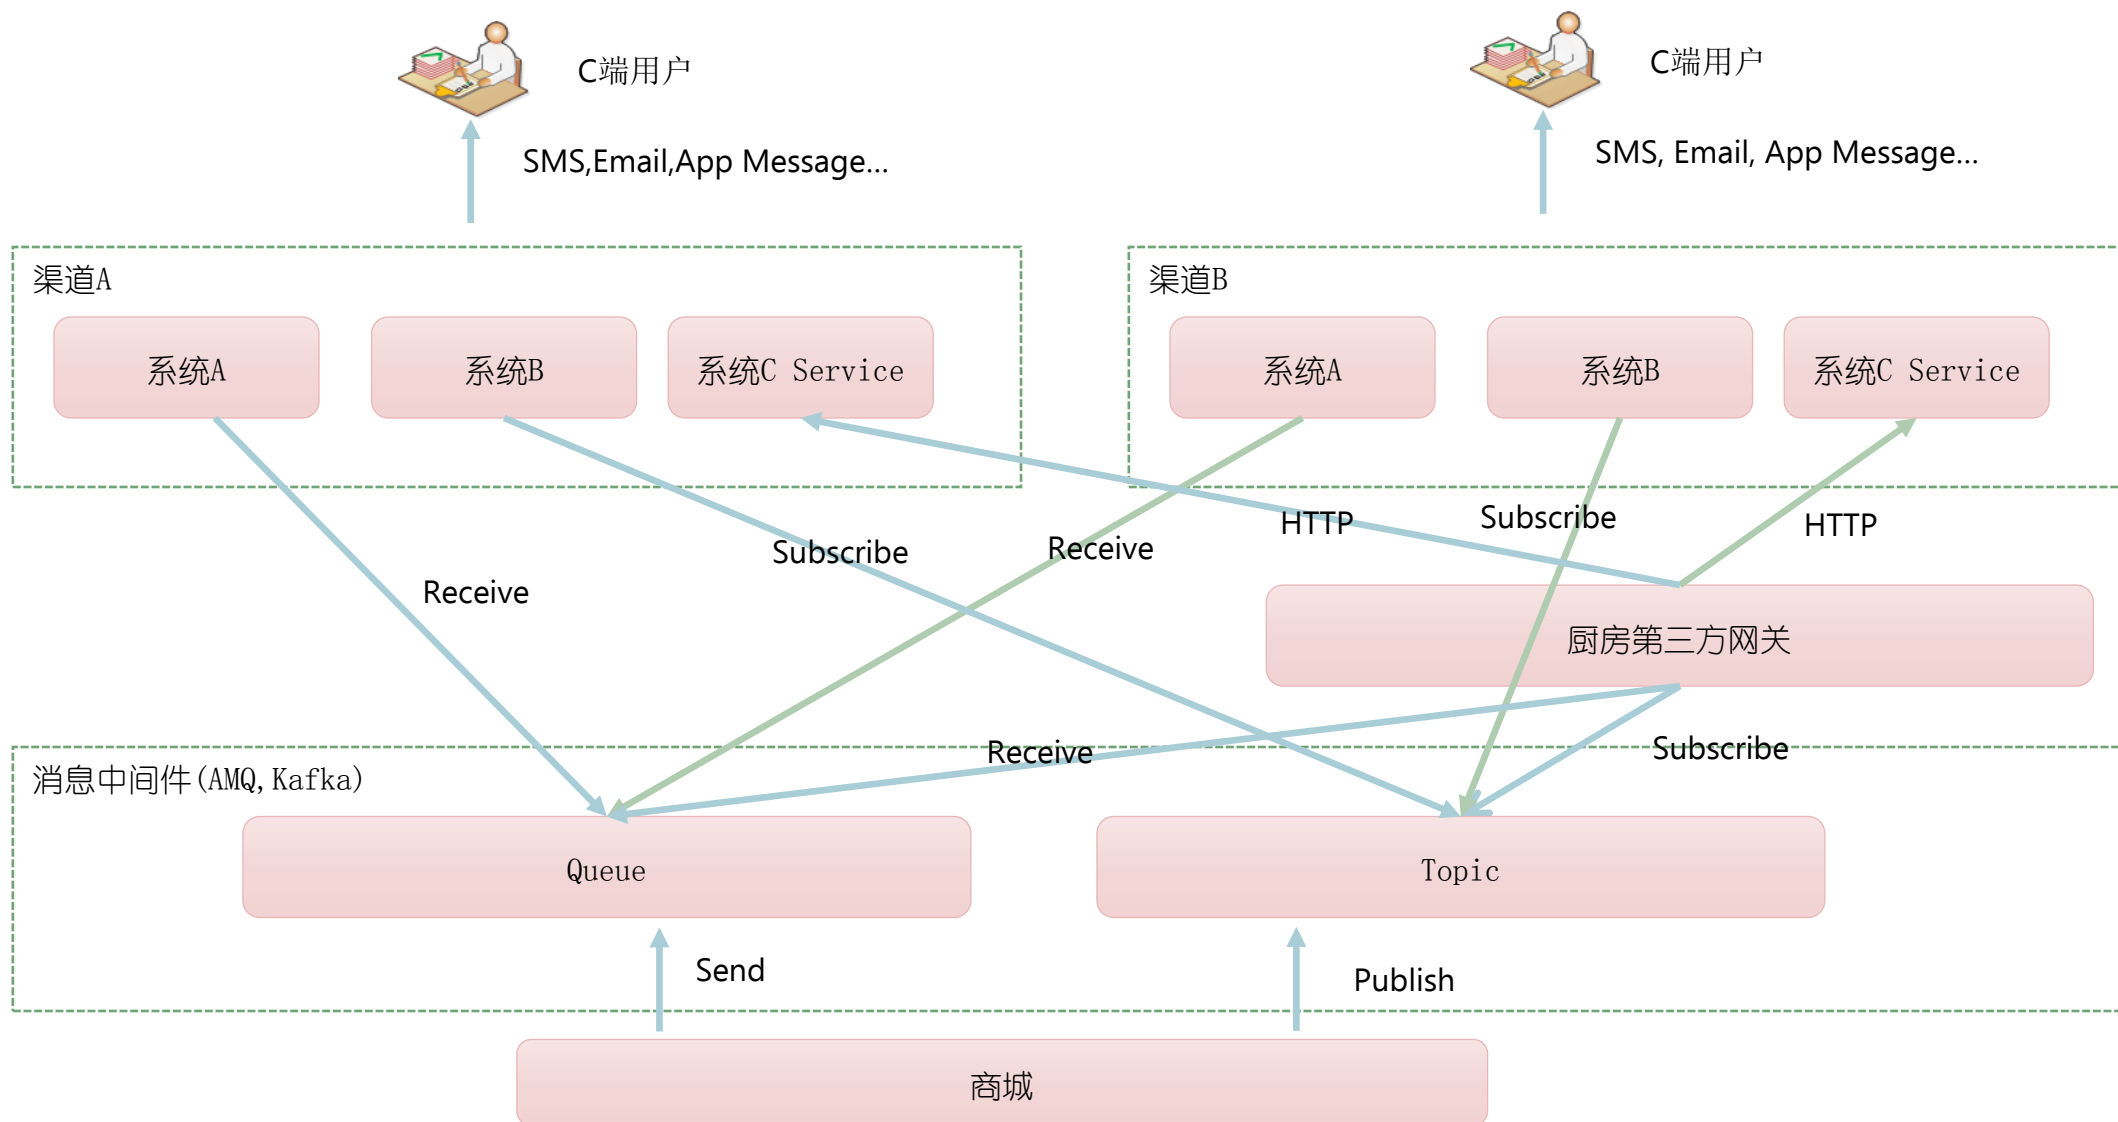 C端用户
C端用户
SMS,Email,App Message...
SMS, Email, App Message...
渠道A
渠道B
系统A
系统B
系统C Service
系统A
系统B
系统C Service
HTTP
Subscribe
HTTP
Subscribe
Receive
Receive
厨房第三方网关
Receive
Subscribe
消息中间件(AMQ,Kafka)
Queue
Topic
Send
Publish
商城